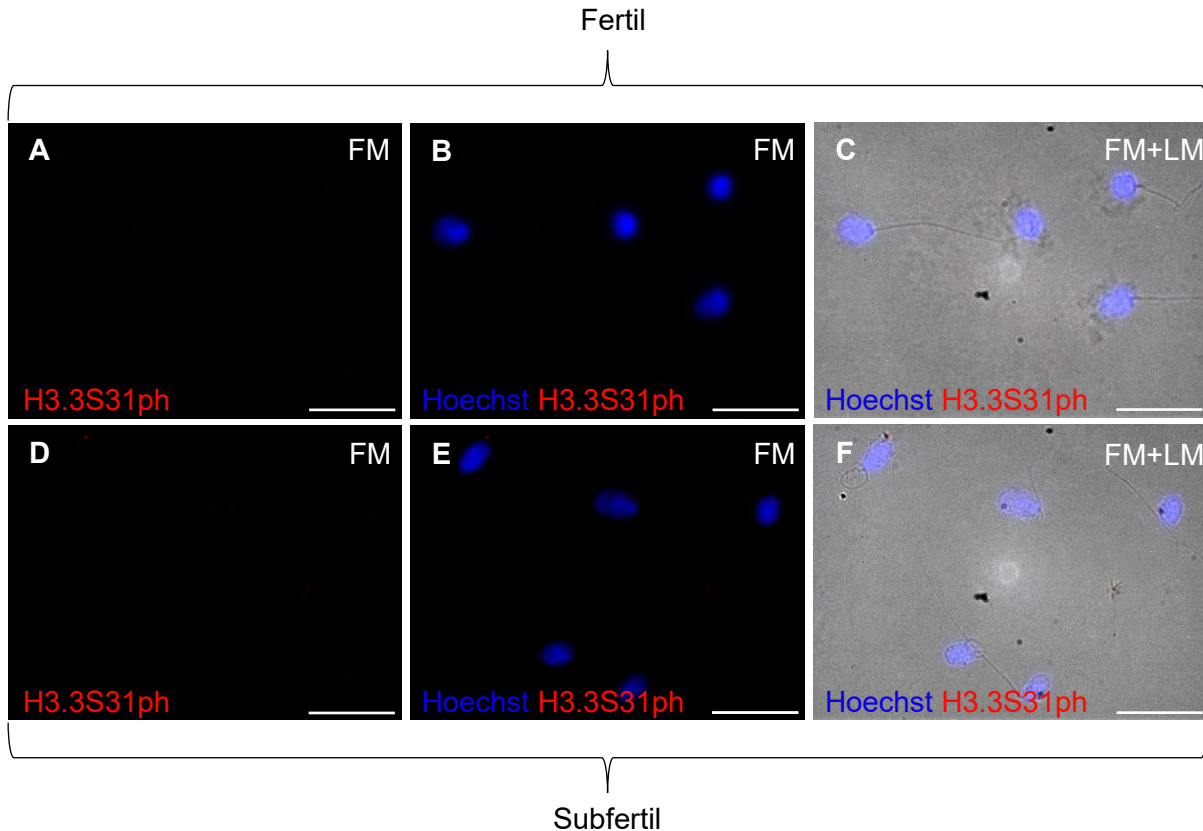 Fertil
A FM
B FM
C FM+LM
H3.3S31ph
Hoechst H3.3S31ph
Hoechst H3.3S31ph
D FM
E FM
F FM+LM
H3.3S31ph
Hoechst H3.3S31ph
Hoechst H3.3S31ph
Subfertil